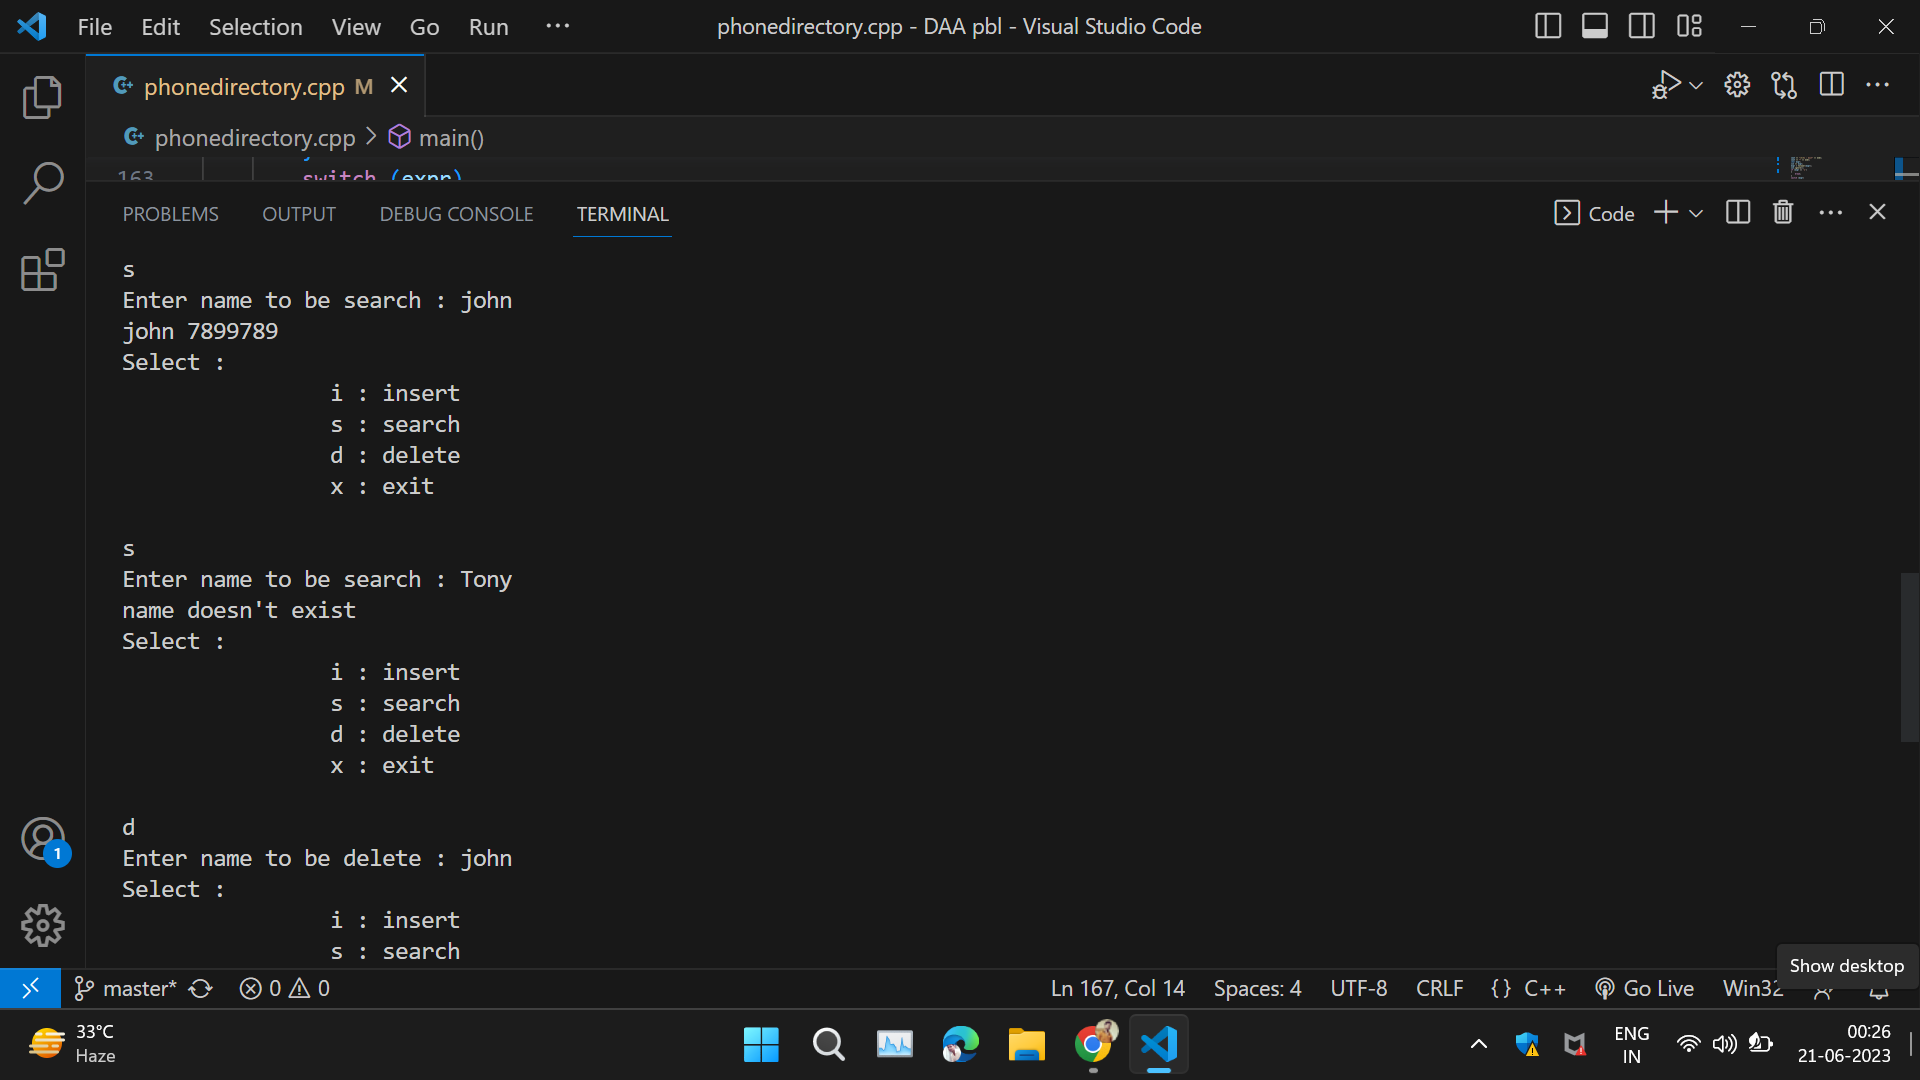 File Edit Selection View Go Run ··· phonedirectory.cpp - DAA pbl - Visual Studio Code
phonedirectory.cpp M
phonedirectory.cpp > main()
163 switch (expr)
PROBLEMS OUTPUT DEBUG CONSOLE TERMINAL Code
s
Enter name to be search : john
john 7899789
Select :
i : insert
s : search
d : delete
x : exit
s
Enter name to be search : Tony
name doesn't exist
Select :
i : insert
s : search
d : delete
x : exit
d
Enter name to be delete : john
Select :
i : insert
s : search
1
Show desktop
master* 0 0 Ln 167, Col 14 Spaces: 4 UTF-8 CRLF {} C++ Go Live Win32
33°C
Haze
ENG
IN
00:26
21-06-2023